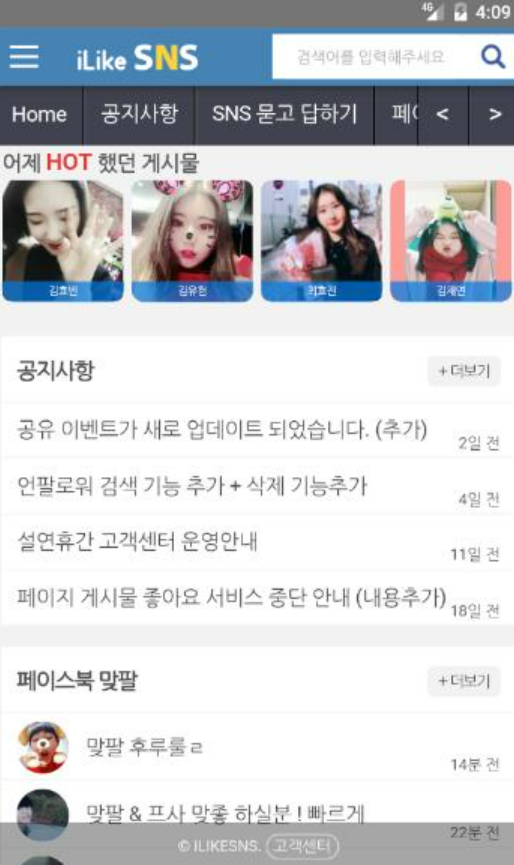 4G 4:09
iLike SNS 검색어를 입력해주세요
Home 공지사항 SNS 묻고 답하기 페 < >
어제 HOT 했던 게시물
김효빈 김유현 최효진 김채연
공지사항 +더보기
공유 이벤트가 새로 업데이트 되었습니다. (추가) 2일 전
언팔로워 검색 기능 추가 + 삭제 기능추가 4일 전
설연휴간 고객센터 운영안내 11일 전
페이지 게시물 좋아요 서비스 중단 안내 (내용추가) 18일 전
페이스북 맞팔 +더보기
맞팔 후루룰ㄹ 14분 전
맞팔 & 프사 맞좋 하실분 ! 빠르게 22분 전
© ILIKESNS. 고객센터